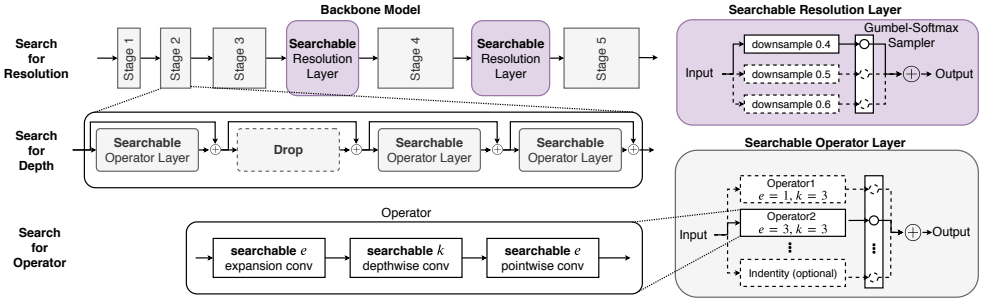 Backbone Model
Search
for
Resolution
Stage 1
Stage 2
Stage 3
Searchable
Resolution
Layer
Stage 4
Searchable
Resolution
Layer
Stage 5
Search
for
Depth
Searchable
Operator Layer
Drop
Searchable
Operator Layer
Searchable
Operator Layer
Search
for
Operator
Operator
searchable e
expansion conv
searchable k
depthwise conv
searchable e
pointwise conv
Searchable Resolution Layer
Gumbel-Softmax
Sampler
Input
downsample 0.4
downsample 0.5
downsample 0.6
Output
Searchable Operator Layer
Input
Operator1
e = 1, k = 3
Operator2
e = 3, k = 3
Indentity (optional)
Output